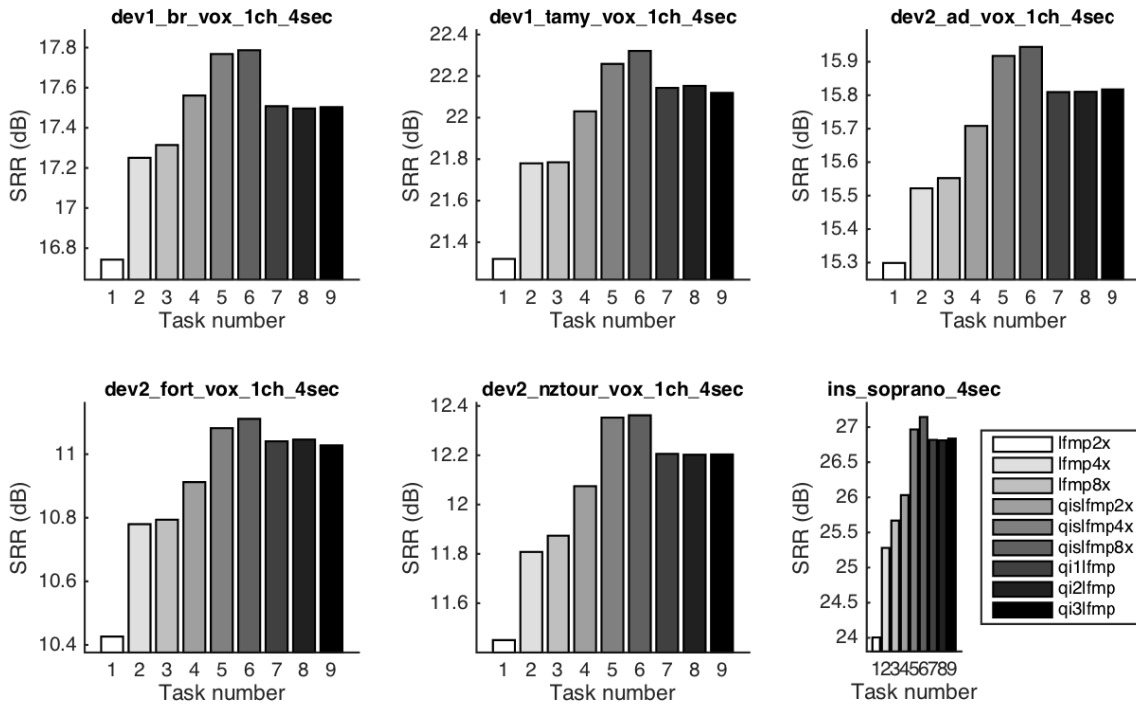 dev1_br_vox_1ch_4sec
SRR (dB)
17.8
17.6
17.4
17.2
17
16.8
1 2 3 4 5 6 7 8 9
Task number
dev1_tamy_vox_1ch_4sec
SRR (dB)
22.4
22.2
22
21.8
21.6
21.4
1 2 3 4 5 6 7 8 9
Task number
dev2_ad_vox_1ch_4sec
SRR (dB)
15.9
15.8
15.7
15.6
15.5
15.4
15.3
1 2 3 4 5 6 7 8 9
Task number
dev2_fort_vox_1ch_4sec
SRR (dB)
11
10.8
10.6
10.4
1 2 3 4 5 6 7 8 9
Task number
dev2_nztour_vox_1ch_4sec
SRR (dB)
12.4
12.2
12
11.8
11.6
1 2 3 4 5 6 7 8 9
Task number
ins_soprano_4sec
SRR (dB)
27
26.5
26
25.5
25
24.5
24
123456789
Task number
lfmp2x
lfmp4x
lfmp8x
qislfmp2x
qislfmp4x
qislfmp8x
qi1lfmp
qi2lfmp
qi3lfmp